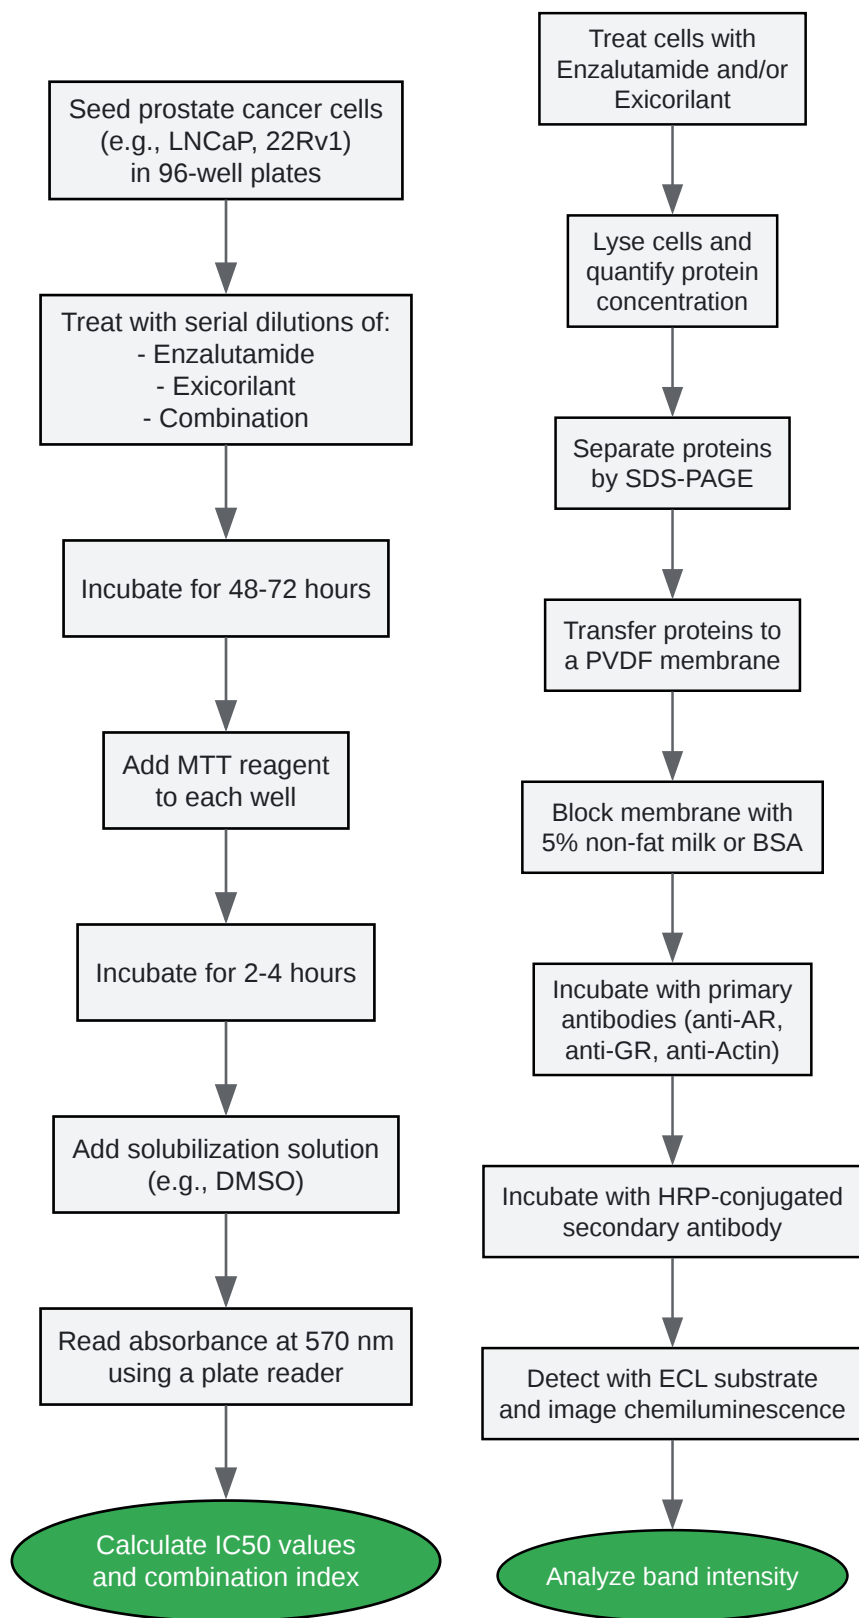 Seed prostate cancer cells
(e.g., LNCaP, 22Rv1)
in 96-well plates
Treat with serial dilutions of:
- Enzalutamide
- Exicorilant
- Combination
Incubate for 48-72 hours
Add MTT reagent
to each well
Incubate for 2-4 hours
Add solubilization solution
(e.g., DMSO)
Read absorbance at 570 nm
using a plate reader
Calculate IC50 values
and combination index
Treat cells with
Enzalutamide and/or
Exicorilant
Lyse cells and
quantify protein
concentration
Separate proteins
by SDS-PAGE
Transfer proteins to
a PVDF membrane
Block membrane with
5% non-fat milk or BSA
Incubate with primary
antibodies (anti-AR,
anti-GR, anti-Actin)
Incubate with HRP-conjugated
secondary antibody
Detect with ECL substrate
and image chemiluminescence
Analyze band intensity